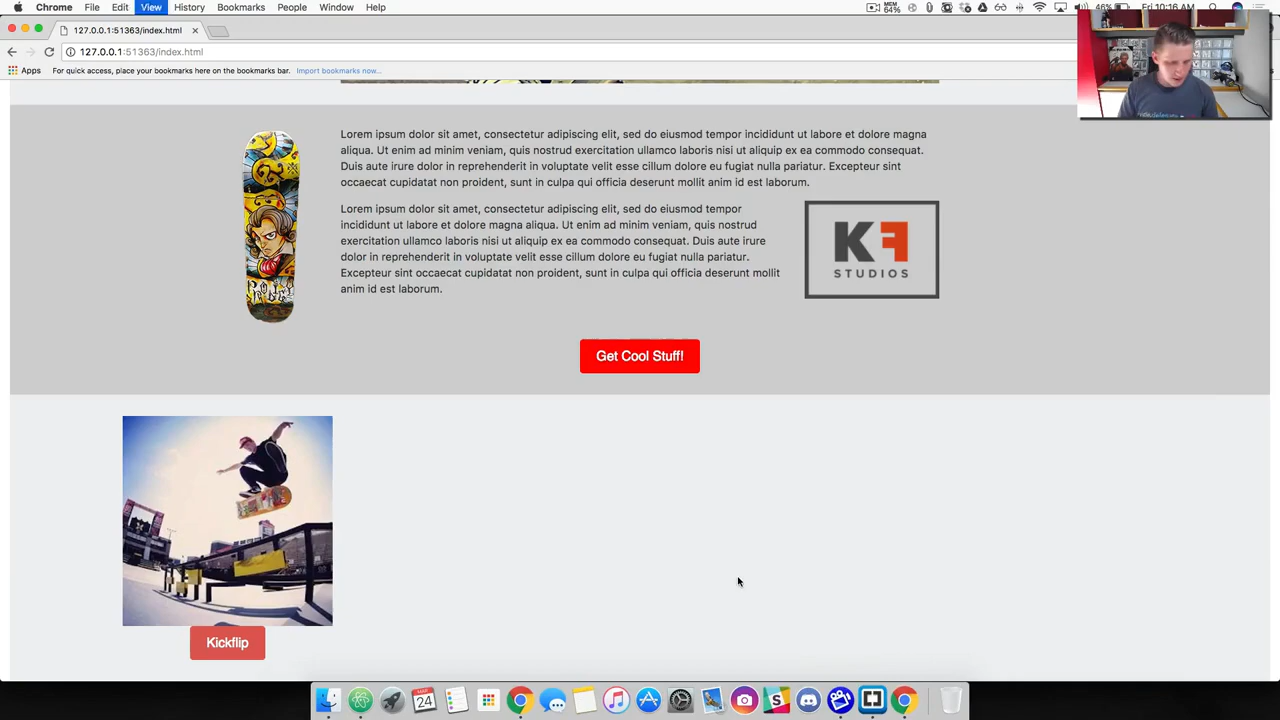 Chrome File Edit View History Bookmarks People Window Help
MEM 64% 46% Fri 10:16 AM
127.0.0.1:51363/index.html
127.0.0.1:51363/index.html
Apps For quick access, place your bookmarks here on the bookmarks bar. Import bookmarks now...
Lorem ipsum dolor sit amet, consectetur adipiscing elit, sed do eiusmod tempor incididunt ut labore et dolore magna
aliqua. Ut enim ad minim veniam, quis nostrud exercitation ullamco laboris nisi ut aliquip ex ea commodo consequat.
Duis aute irure dolor in reprehenderit in voluptate velit esse cillum dolore eu fugiat nulla pariatur. Excepteur sint
occaecat cupidatat non proident, sunt in culpa qui officia deserunt mollit anim id est laborum.
Lorem ipsum dolor sit amet, consectetur adipiscing elit, sed do eiusmod tempor
incididunt ut labore et dolore magna aliqua. Ut enim ad minim veniam, quis nostrud
exercitation ullamco laboris nisi ut aliquip ex ea commodo consequat. Duis aute irure
dolor in reprehenderit in voluptate velit esse cillum dolore eu fugiat nulla pariatur.
Excepteur sint occaecat cupidatat non proident, sunt in culpa qui officia deserunt mollit
anim id est laborum.
KF
STUDIOS
Get Cool Stuff!
Kickflip
MAR
24